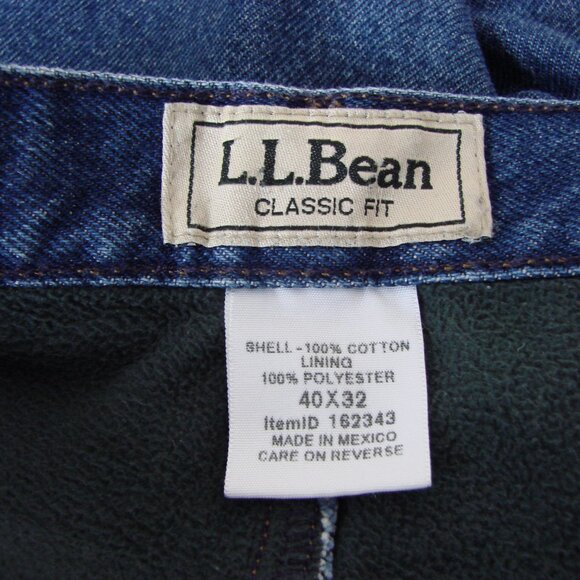 L.L.Bean
CLASSIC FIT
SHELL-100% COTTON
LINING
100% POLYESTER
40X32
ItemID 162343
MADE IN MEXICO
CARE ON REVERSE